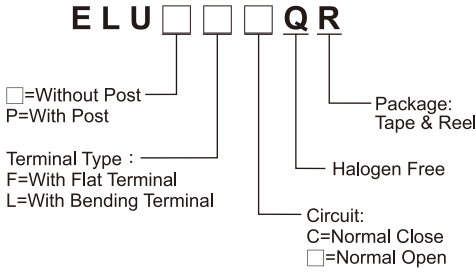 ELU□□□QR
□=Without Post
P=With Post
Package:
Tape & Reel
Terminal Type :
F=With Flat Terminal
L=With Bending Terminal
Halogen Free
Circuit:
C=Normal Close
□=Normal Open